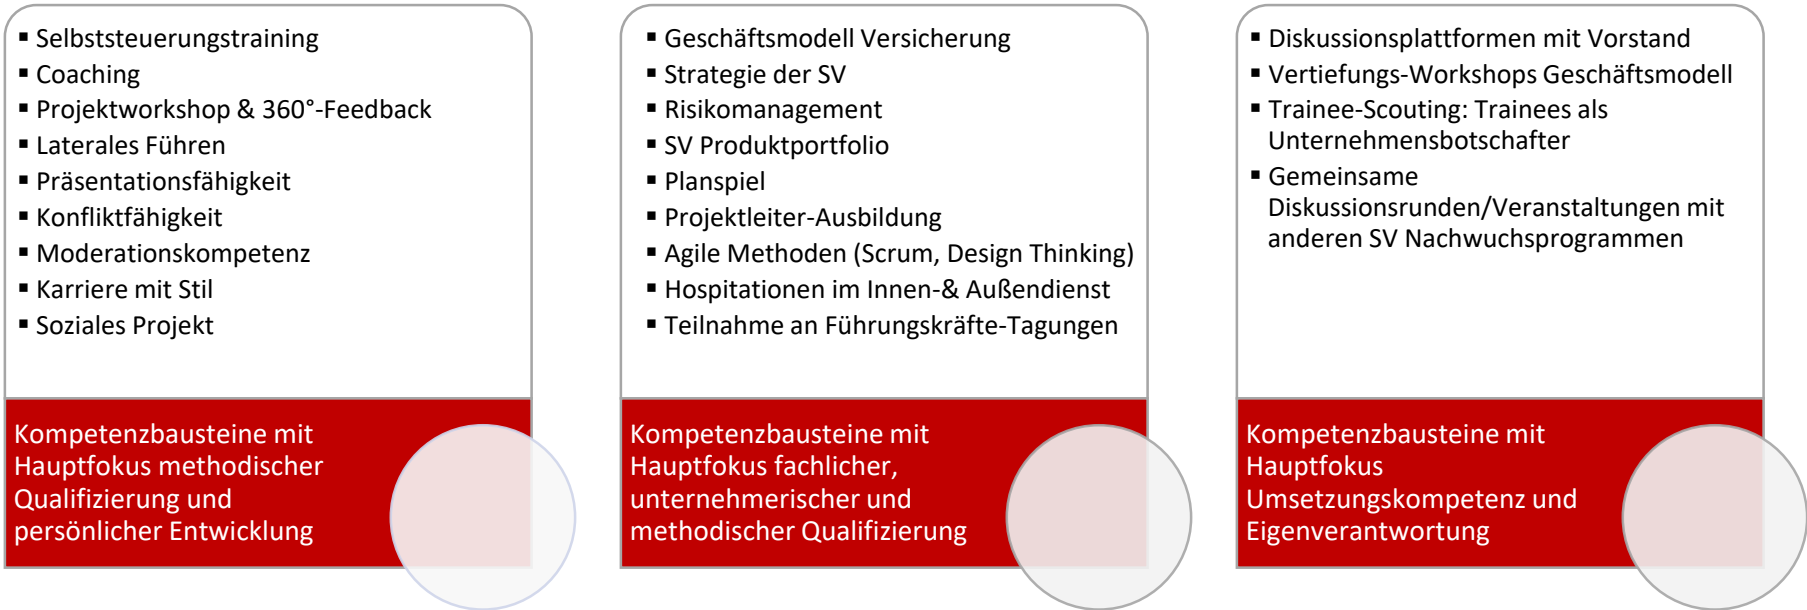 ▪ Selbststeuerungstraining
▪ Coaching
▪ Projektworkshop & 360°-Feedback
▪ Laterales Führen
▪ Präsentationsfähigkeit
▪ Konfliktfähigkeit
▪ Moderationskompetenz
▪ Karriere mit Stil
▪ Soziales Projekt
Kompetenzbausteine mit
Hauptfokus methodischer
Qualifizierung und
persönlicher Entwicklung
▪ Geschäftsmodell Versicherung
▪ Strategie der SV
▪ Risikomanagement
▪ SV Produktportfolio
▪ Planspiel
▪ Projektleiter-Ausbildung
▪ Agile Methoden (Scrum, Design Thinking)
▪ Hospitationen im Innen-& Außendienst
▪ Teilnahme an Führungskräfte-Tagungen
Kompetenzbausteine mit
Hauptfokus fachlicher,
unternehmerischer und
methodischer Qualifizierung
▪ Diskussionsplattformen mit Vorstand
▪ Vertiefungs-Workshops Geschäftsmodell
▪ Trainee-Scouting: Trainees als
Unternehmensbotschafter
▪ Gemeinsame
Diskussionsrunden/Veranstaltungen mit
anderen SV Nachwuchsprogrammen
Kompetenzbausteine mit
Hauptfokus
Umsetzungskompetenz und
Eigenverantwortung